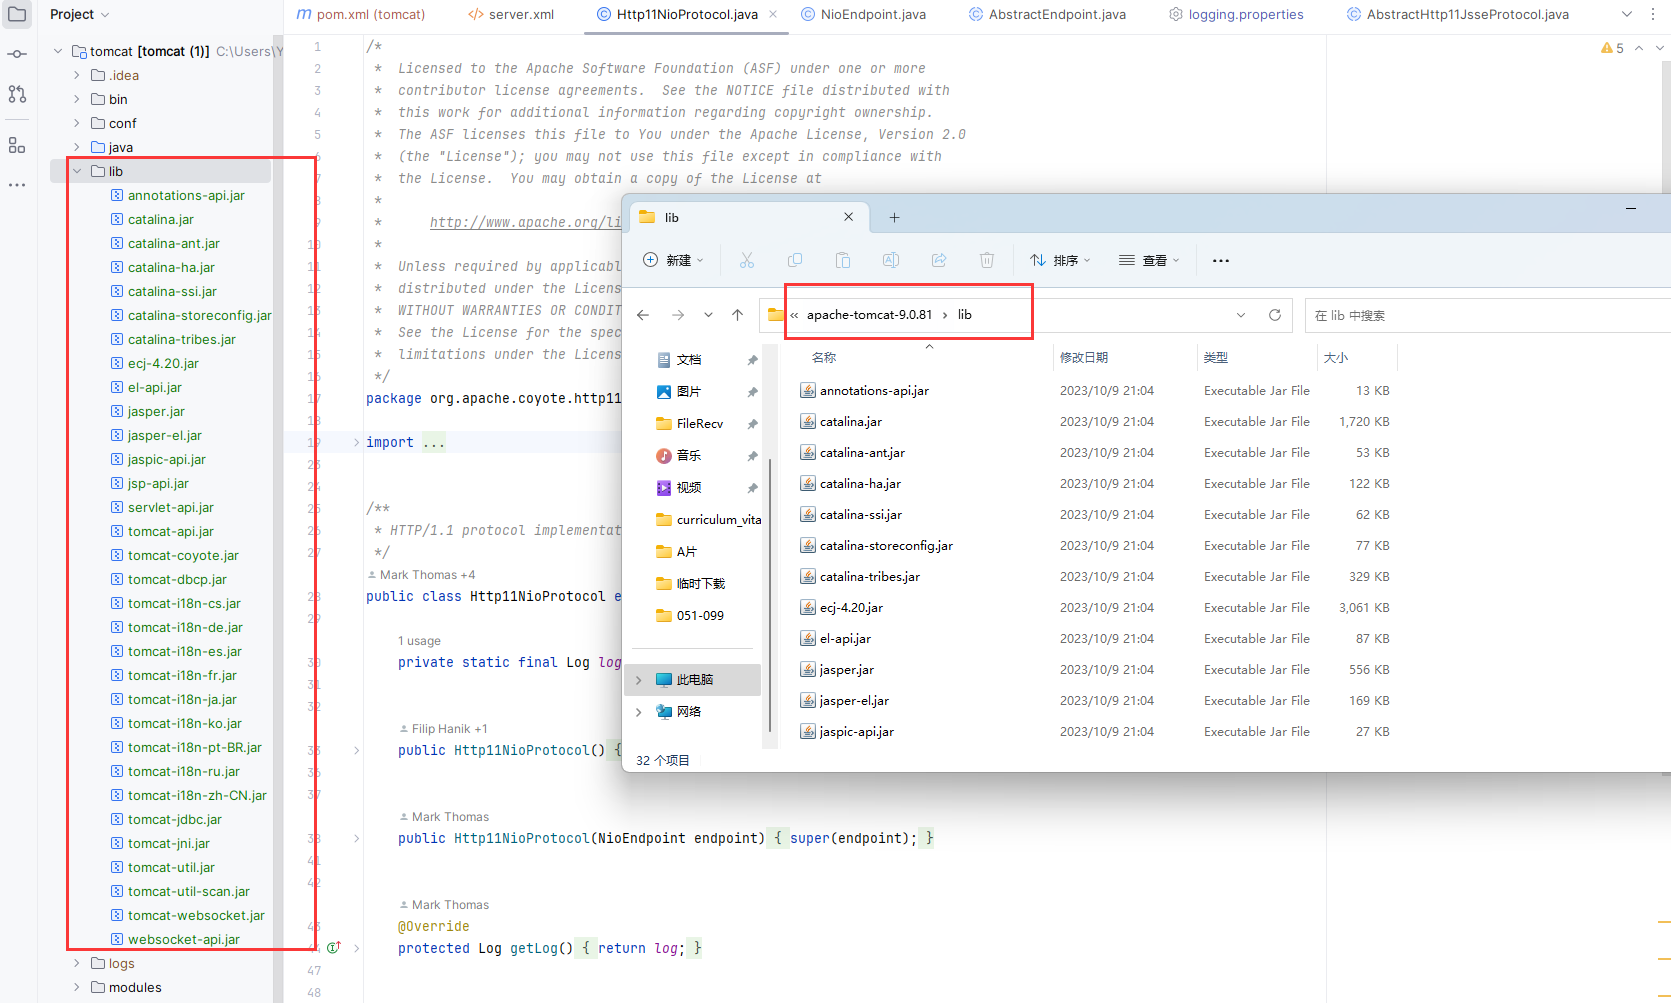 Project
pom.xml (tomcat)
server.xml
Http11NioProtocol.java
NioEndpoint.java
AbstractEndpoint.java
logging.properties
AbstractHttp11JsseProtocol.java
5
tomcat [tomcat (1)] C:\Users\Y
.idea
bin
conf
java
lib
annotations-api.jar
catalina.jar
catalina-ant.jar
catalina-ha.jar
catalina-ssi.jar
catalina-storeconfig.jar
catalina-tribes.jar
ecj-4.20.jar
el-api.jar
jasper.jar
jasper-el.jar
jaspic-api.jar
jsp-api.jar
servlet-api.jar
tomcat-api.jar
tomcat-coyote.jar
tomcat-dbcp.jar
tomcat-i18n-cs.jar
tomcat-i18n-de.jar
tomcat-i18n-es.jar
tomcat-i18n-fr.jar
tomcat-i18n-ja.jar
tomcat-i18n-ko.jar
tomcat-i18n-pt-BR.jar
tomcat-i18n-ru.jar
tomcat-i18n-zh-CN.jar
tomcat-jdbc.jar
tomcat-jni.jar
tomcat-util.jar
tomcat-util-scan.jar
tomcat-websocket.jar
websocket-api.jar
logs
modules
1 /*
2 * Licensed to the Apache Software Foundation (ASF) under one or more
3 * contributor license agreements. See the NOTICE file distributed with
4 * this work for additional information regarding copyright ownership.
5 * The ASF licenses this file to You under the Apache License, Version 2.0
6 * (the "License"); you may not use this file except in compliance with
7 * the License. You may obtain a copy of the License at
8 *
9 * http://www.apache.org/li
10 *
11 * Unless required by applicabl
12 * distributed under the Licens
13 * WITHOUT WARRANTIES OR CONDIT
14 * See the License for the spec
15 * limitations under the Licens
16 */
17 package org.apache.coyote.http11
18
19 import ...
23
24
25 /**
26 * HTTP/1.1 protocol implementat
27 */
Mark Thomas +4
28 public class Http11NioProtocol e
29
1 usage
30 private static final Log log
31
32
Filip Hanik +1
33 public Http11NioProtocol() {
36
37
Mark Thomas
38 public Http11NioProtocol(NioEndpoint endpoint) { super(endpoint); }
41
42
Mark Thomas
43 @Override
44 protected Log getLog() { return log; }
47
48
lib
新建
排序
查看
« apache-tomcat-9.0.81 › lib
在 lib 中搜索
文档
图片
FileRecv
音乐
视频
curriculum_vita
A片
临时下载
051-099
此电脑
网络
名称 修改日期 类型 大小
annotations-api.jar 2023/10/9 21:04 Executable Jar File 13 KB
catalina.jar 2023/10/9 21:04 Executable Jar File 1,720 KB
catalina-ant.jar 2023/10/9 21:04 Executable Jar File 53 KB
catalina-ha.jar 2023/10/9 21:04 Executable Jar File 122 KB
catalina-ssi.jar 2023/10/9 21:04 Executable Jar File 62 KB
catalina-storeconfig.jar 2023/10/9 21:04 Executable Jar File 77 KB
catalina-tribes.jar 2023/10/9 21:04 Executable Jar File 329 KB
ecj-4.20.jar 2023/10/9 21:04 Executable Jar File 3,061 KB
el-api.jar 2023/10/9 21:04 Executable Jar File 87 KB
jasper.jar 2023/10/9 21:04 Executable Jar File 556 KB
jasper-el.jar 2023/10/9 21:04 Executable Jar File 169 KB
jaspic-api.jar 2023/10/9 21:04 Executable Jar File 27 KB
32 个项目